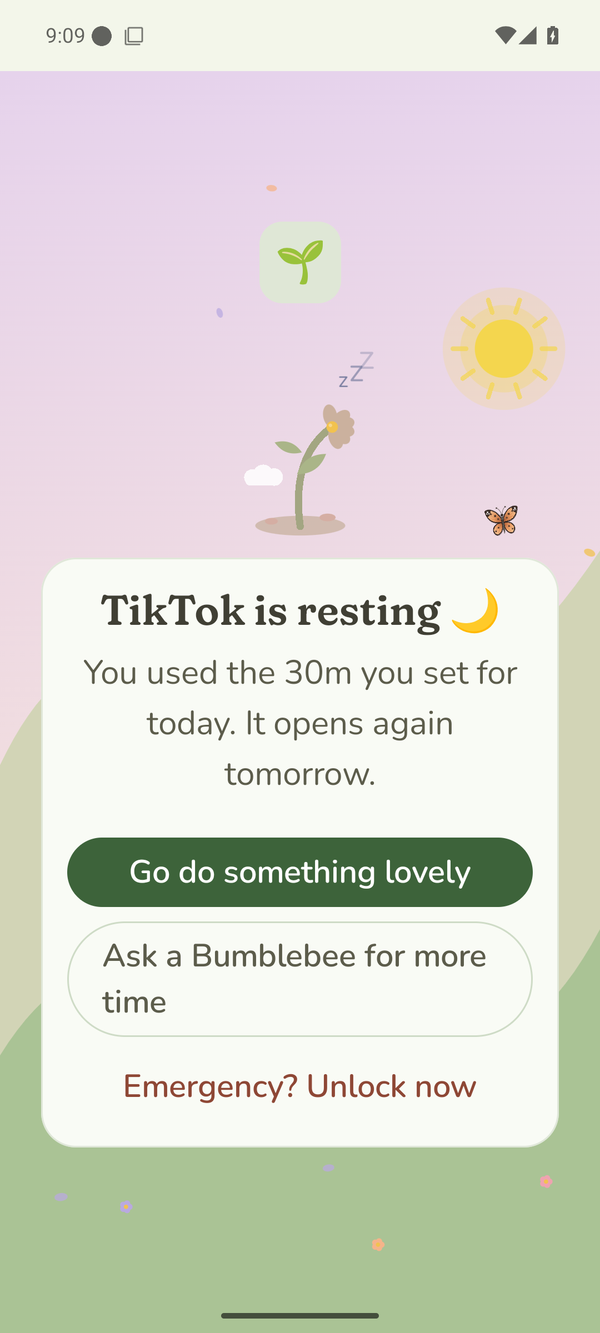 9:09
z Z Z
TikTok is resting 🌙
You used the 30m you set for
today. It opens again
tomorrow.
Go do something lovely
Ask a Bumblebee for more
time
Emergency? Unlock now